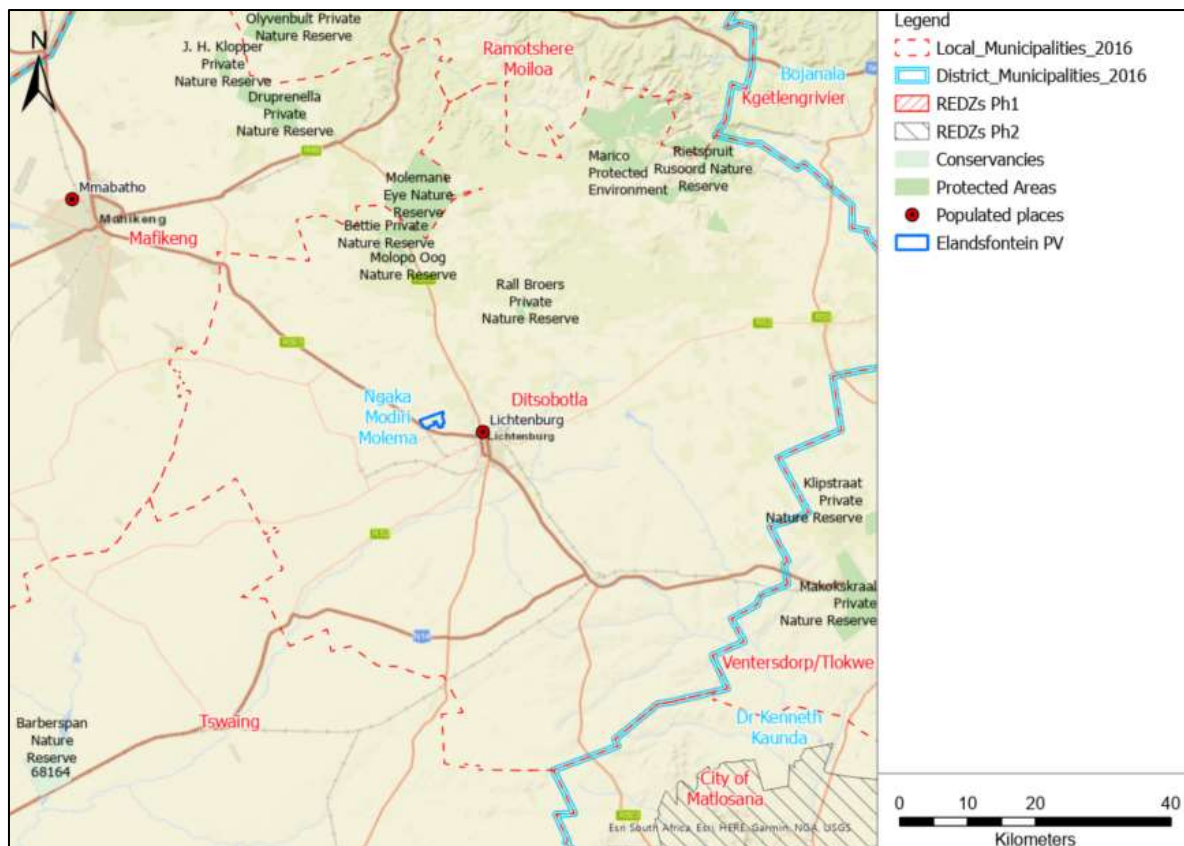 Olyvenbult Private
Nature Reserve
J. H. Klopper
Private
Nature Reserve
Druprenella
Private
Nature Reserve
Ramotshere
Moiloa
Bojanala
Kgetlengrivier
N
Mmabatho
Mahikeng
Mafikeng
Molemane
Eye Nature
Reserve
Bettie Private
Nature Reserve
Molopo Oog
Nature Reserve
Marico
Protected
Environment
Rietspruit
Rusoord Nature
Reserve
Rall Broers
Private
Nature Reserve
Ngaka
Modiri
Molema
Ditsobotla
Lichtenburg
Lichtenburg
Klipstraat
Private
Nature Reserve
Makokskraal
Private
Nature Reserve
N14
Ventersdorp/Tlokwe
Tswaing
Dr Kenneth
Kaunda
Barberspan
Nature
Reserve
68164
City of
Matlosana
Esri South Africa, Esri, HERE, Garmin, NGA, USGS
Legend
Local_Municipalities_2016
District_Municipalities_2016
REDZs Ph1
REDZs Ph2
Conservancies
Protected Areas
Populated places
Elandsfontein PV
0 10 20 40
Kilometers